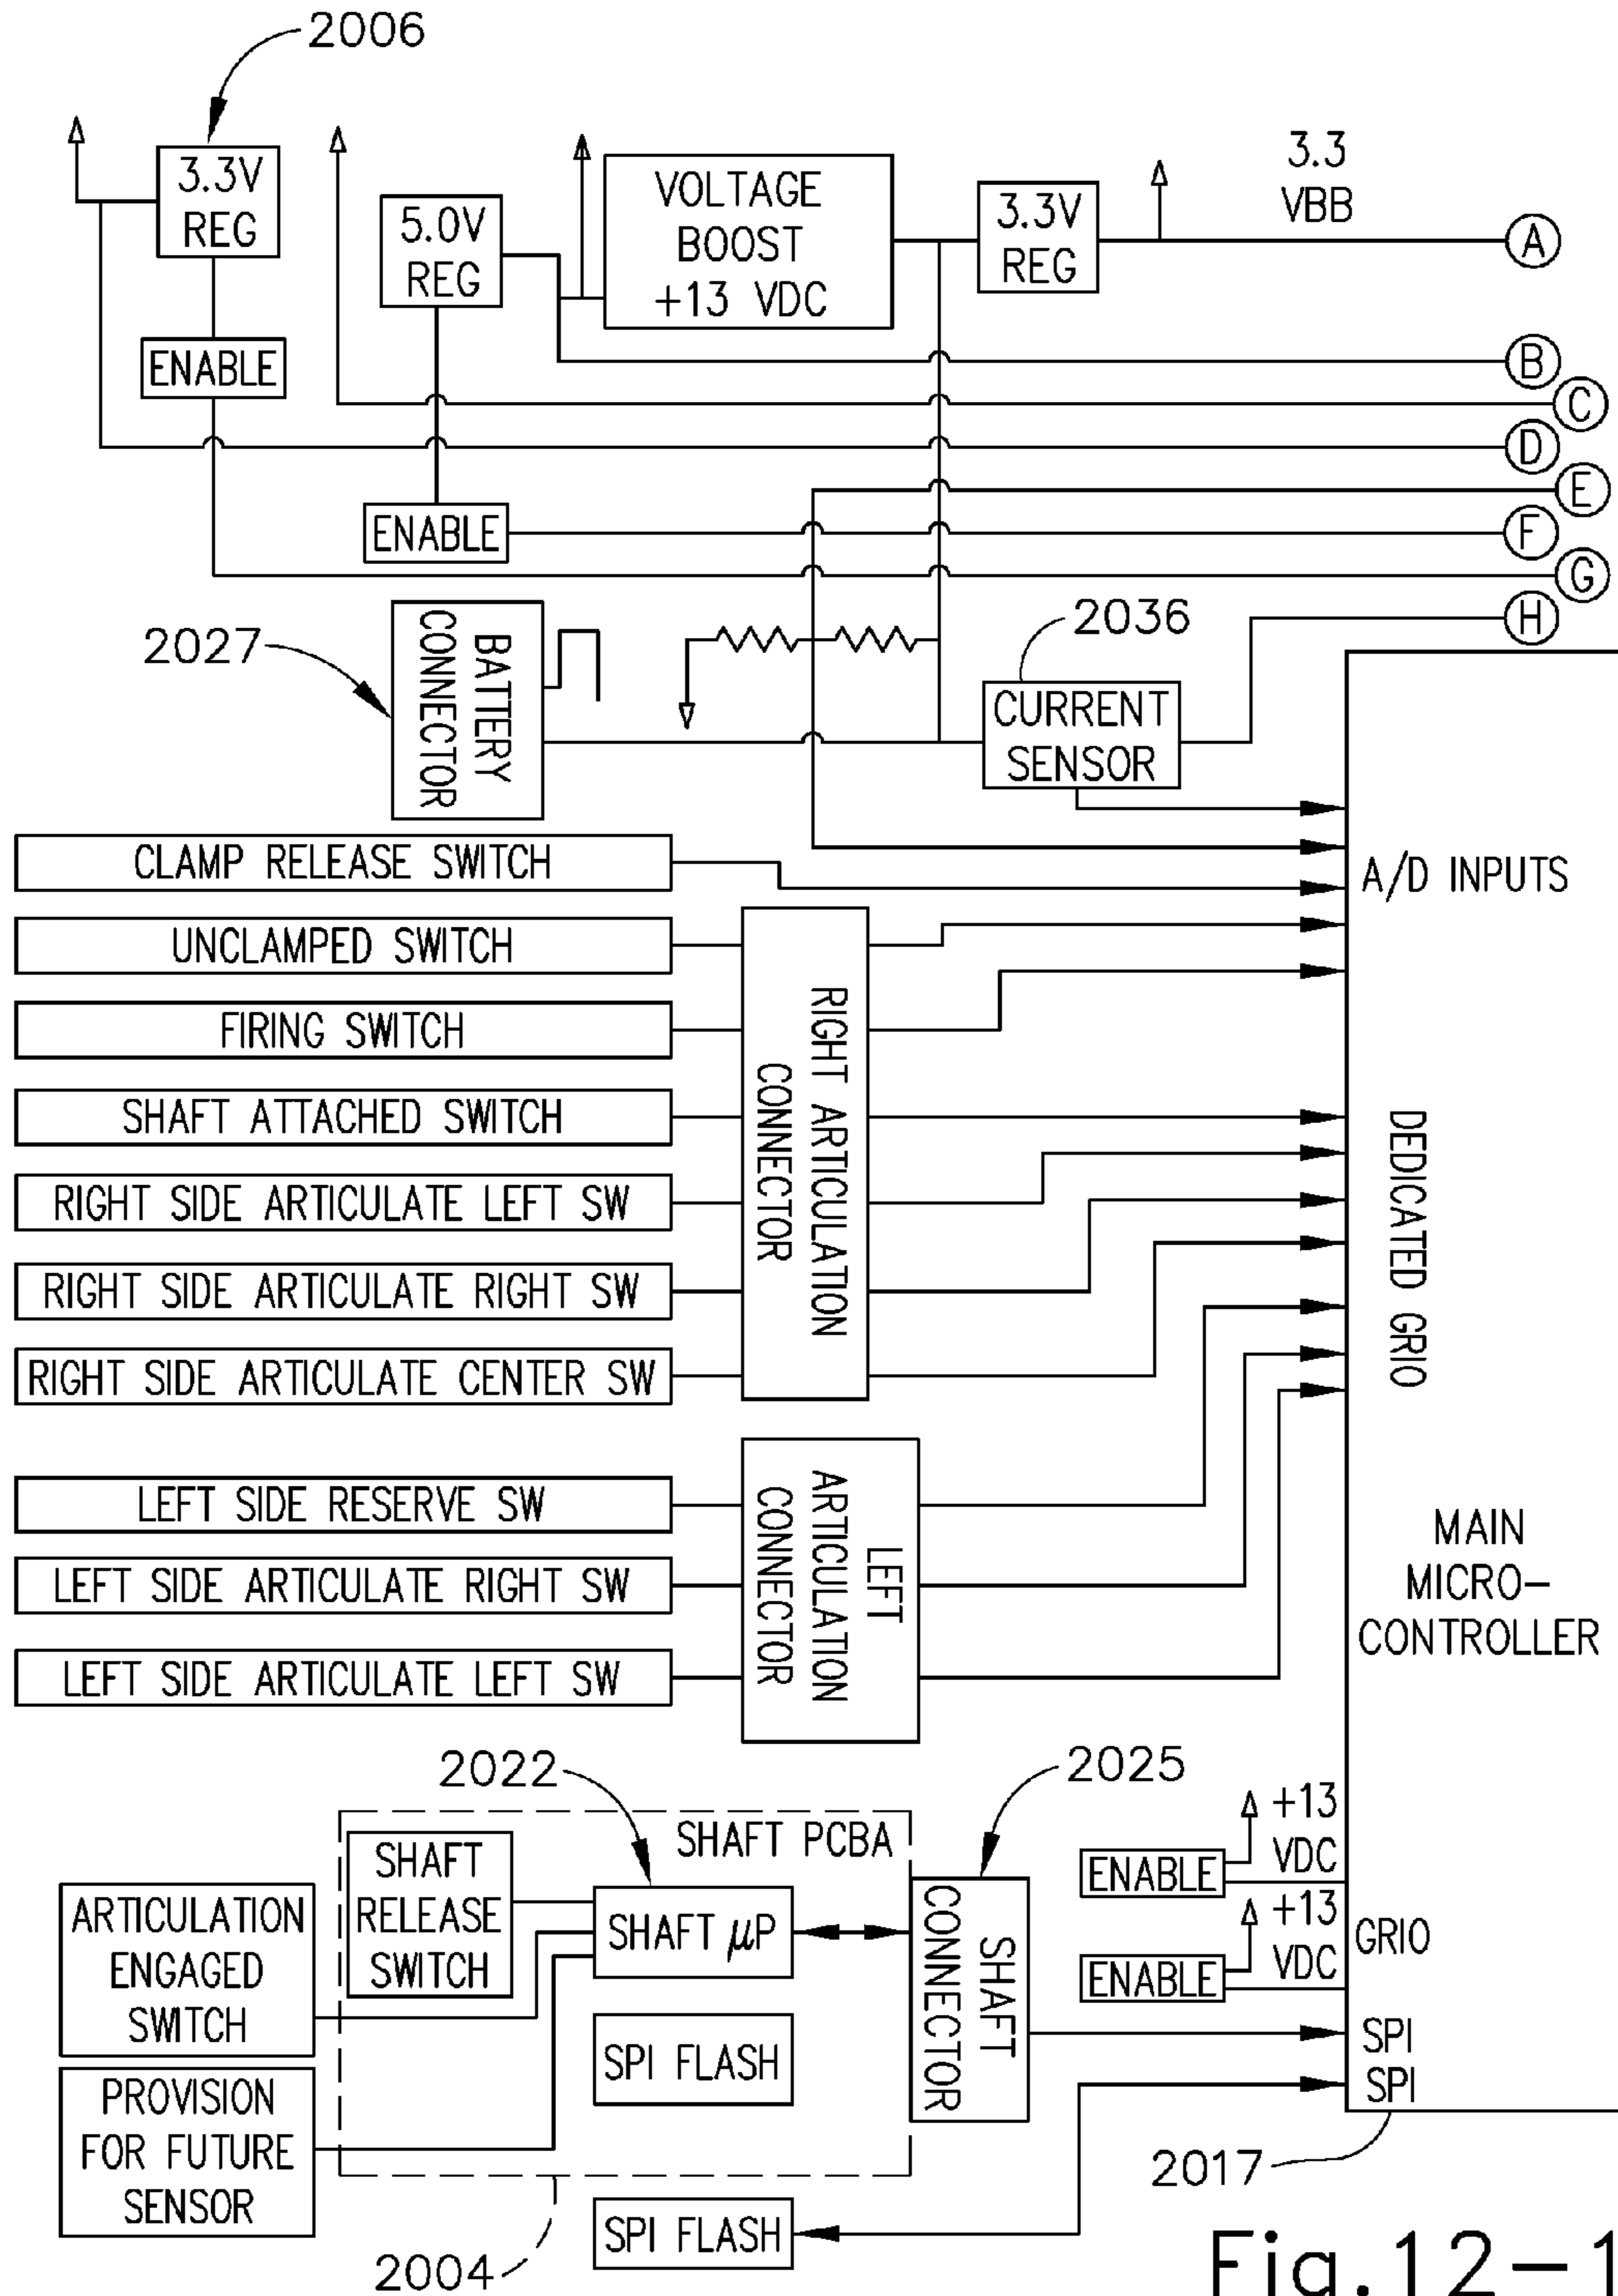 2006
3.3V
REG
5.0V
REG
VOLTAGE
BOOST
+13 VDC
3.3V
REG
3.3
VBB
A
ENABLE
B
C
D
E
ENABLE
F
G
H
2027
BATTERY
CONNECTOR
2036
CURRENT
SENSOR
CLAMP RELEASE SWITCH
A/D INPUTS
UNCLAMPED SWITCH
FIRING SWITCH
SHAFT ATTACHED SWITCH
RIGHT SIDE ARTICULATE LEFT SW
RIGHT SIDE ARTICULATE RIGHT SW
RIGHT SIDE ARTICULATE CENTER SW
RIGHT ARTICULATION
CONNECTOR
DEDICATED GRIO
LEFT SIDE RESERVE SW
LEFT SIDE ARTICULATE RIGHT SW
LEFT SIDE ARTICULATE LEFT SW
LEFT
ARTICULATION
CONNECTOR
MAIN
MICRO-
CONTROLLER
2022
2025
SHAFT PCBA
SHAFT
RELEASE
SWITCH
ARTICULATION
ENGAGED
SWITCH
SHAFT µP
SHAFT
CONNECTOR
+13
VDC
ENABLE
+13
VDC
ENABLE
GRIO
SPI FLASH
SPI
SPI
PROVISION
FOR FUTURE
SENSOR
2017
SPI FLASH
2004
Fig.12-1